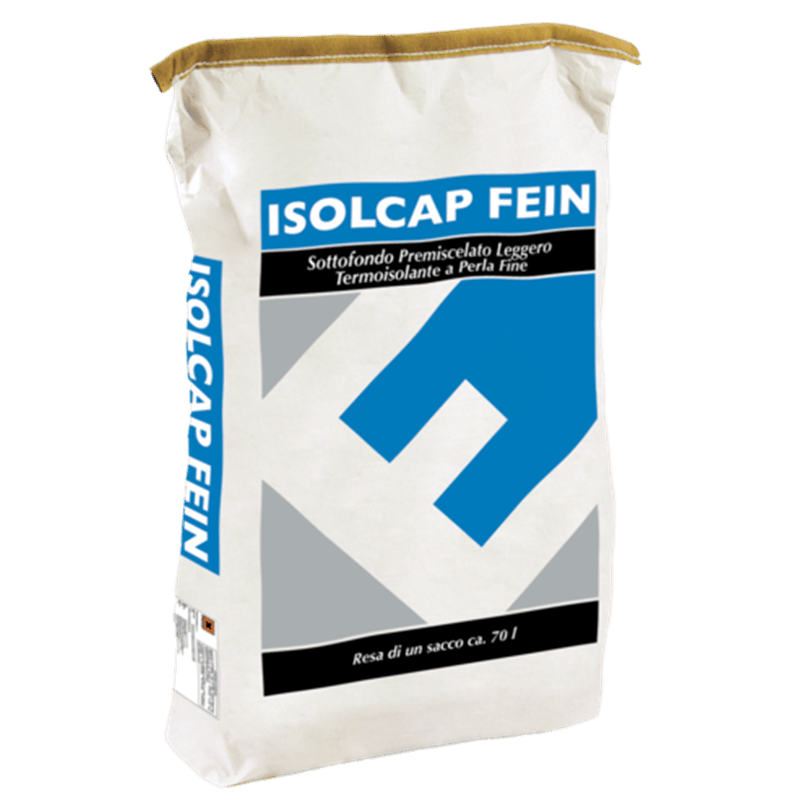 ISOLCAP FEIN
Sottofondo Premiscelato Leggero
Termoisolante a Perla Fine
Resa di un sacco ca. 70 l
ISOLCAP FEIN